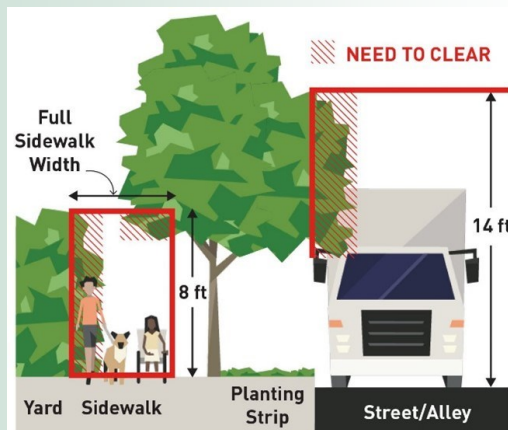 NEED TO CLEAR
Full
Sidewalk
Width
8 ft
14 ft
Yard
Sidewalk
Planting
Strip
Street/Alley